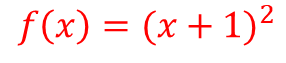 f(x) = (x + 1)²